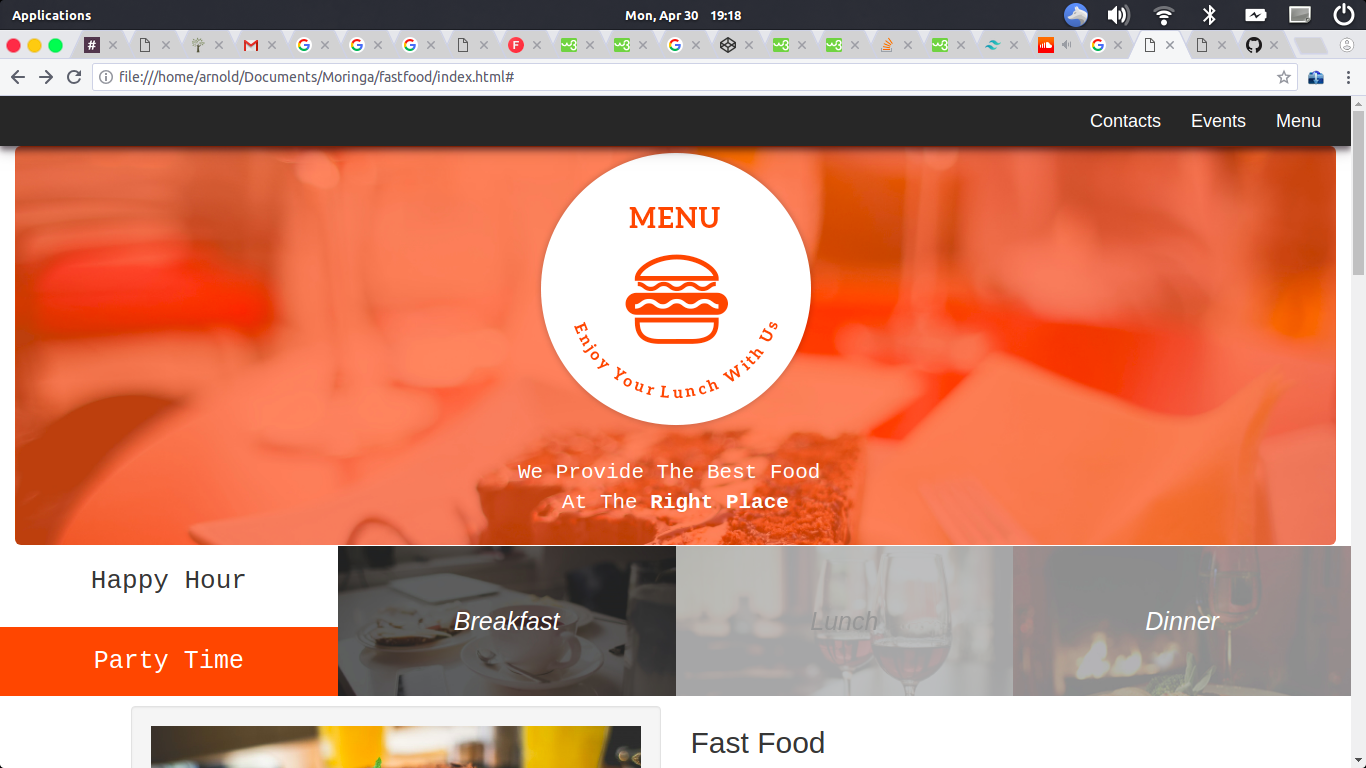 Applications
Mon, Apr 30 19:18
file:///home/arnold/Documents/Moringa/fastfood/index.html#
Contacts Events Menu
MENU
Enjoy Your Lunch With Us
We Provide The Best Food
At The Right Place
Happy Hour
Party Time
Breakfast
Lunch
Dinner
Fast Food